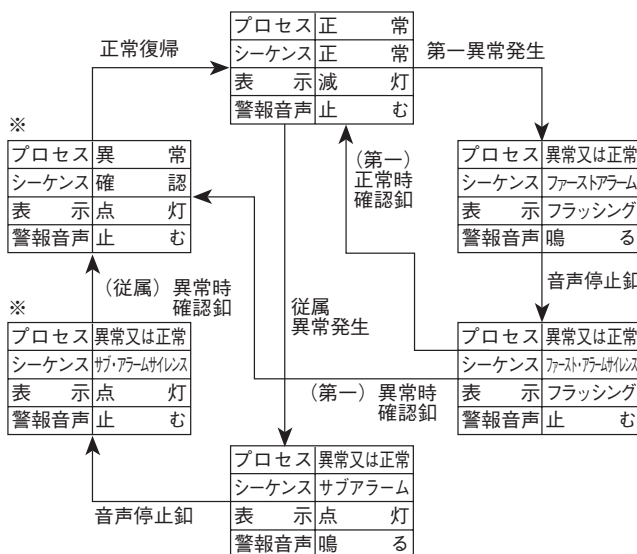 プロセス 正常
シーケンス 正常
表示 減灯
警報音声 止む
正常復帰
第一異常発生
※
プロセス 異常
シーケンス 確認
表示 点灯
警報音声 止む
(第一)
正常時
確認釦
プロセス 異常又は正常
シーケンス ファーストアラーム
表示 フラッシング
警報音声 鳴る
(従属)異常時
確認釦
従属
異常発生
音声停止釦
※
プロセス 異常又は正常
シーケンス サブ・アラームサイレンス
表示 点灯
警報音声 止む
(第一)異常時
確認釦
プロセス 異常又は正常
シーケンス ファースト・アラームサイレンス
表示 フラッシング
警報音声 止む
音声停止釦
プロセス 異常又は正常
シーケンス サブアラーム
表示 点灯
警報音声 鳴る